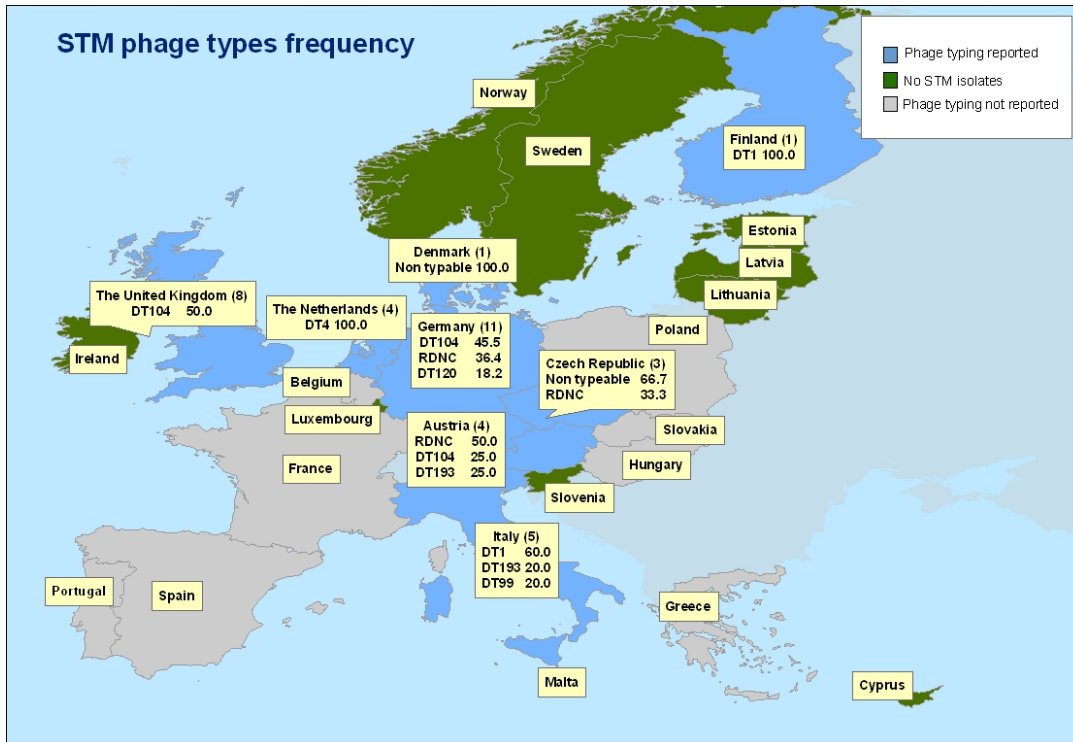 STM phage types frequency
Phage typing reported
No STM isolates
Phage typing not reported
Norway
Sweden
Finland (1)
DT1 100.0
Estonia
Latvia
Lithuania
Denmark (1)
Non typable 100.0
The United Kingdom (8)
DT104 50.0
Ireland
The Netherlands (4)
DT4 100.0
Germany (11)
DT104 45.5
RDNC 36.4
DT120 18.2
Poland
Czech Republic (3)
Non typeable 66.7
RDNC 33.3
Belgium
Luxembourg
Austria (4)
RDNC 50.0
DT104 25.0
DT193 25.0
Slovakia
Hungary
France
Slovenia
Italy (5)
DT1 60.0
DT193 20.0
DT99 20.0
Portugal
Spain
Greece
Malta
Cyprus